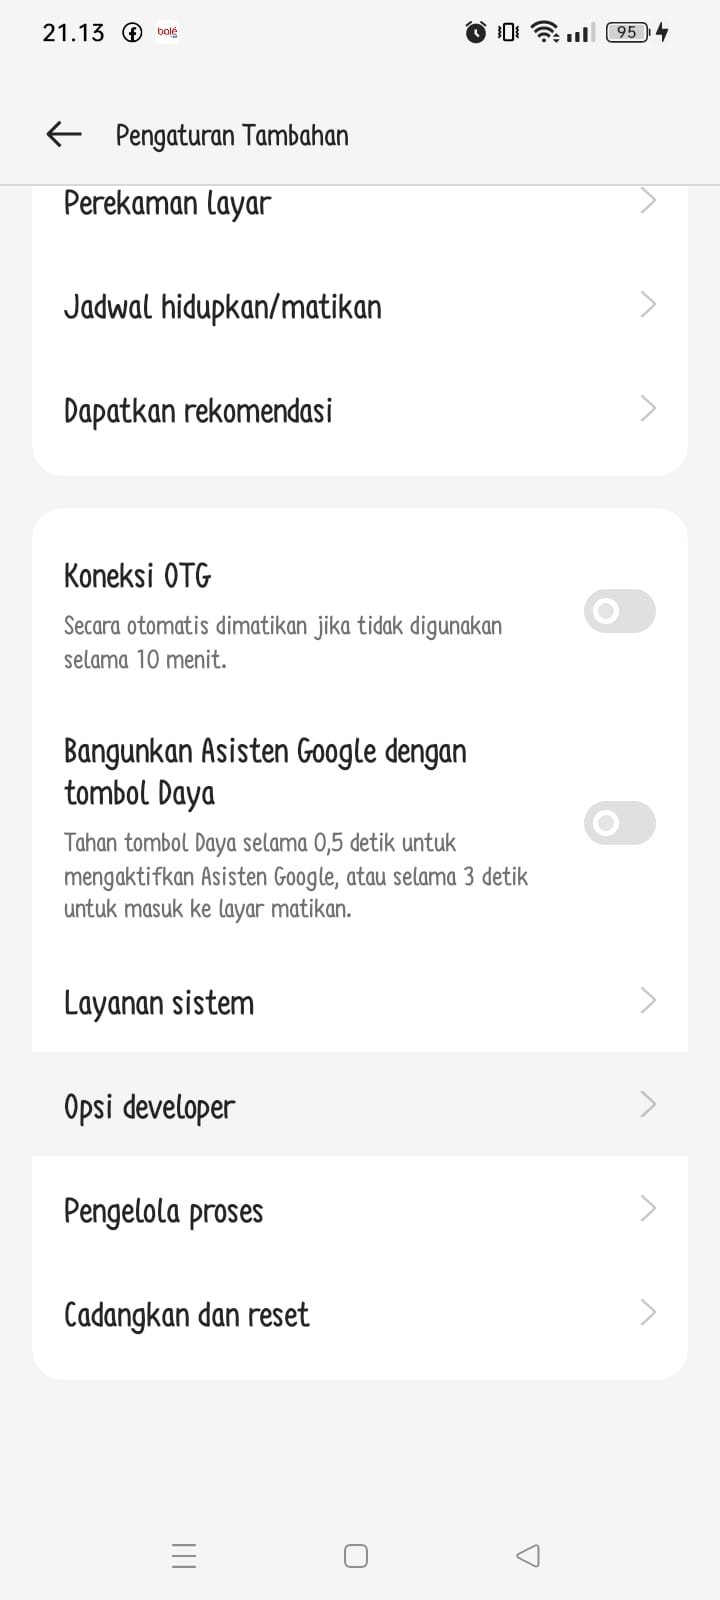 21.13 bolé 95
Pengaturan Tambahan
Perekaman layar
Jadwal hidupkan/matikan
Dapatkan rekomendasi
Koneksi OTG
Secara otomatis dimatikan jika tidak digunakan
selama 10 menit.
Bangunkan Asisten Google dengan
tombol Daya
Tahan tombol Daya selama 0,5 detik untuk
mengaktifkan Asisten Google, atau selama 3 detik
untuk masuk ke layar matikan.
Layanan sistem
Opsi developer
Pengelola proses
Cadangkan dan reset